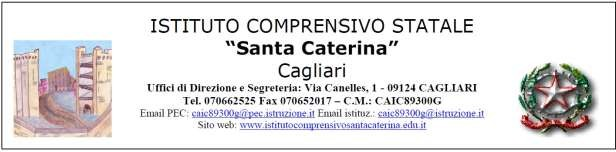 ISTITUTO COMPRENSIVO STATALE
“Santa Caterina”
Cagliari
Uffici di Direzione e Segreteria: Via Canelles, 1 - 09124 CAGLIARI
Tel. 070662525 Fax 070652017 – C.M.: CAIC89300G
Email PEC: caic89300g@pec.istruzione.it Email istituz.: caic89300g@istruzione.it
Sito web: www.istitutocomprensivosantacaterina.edu.it